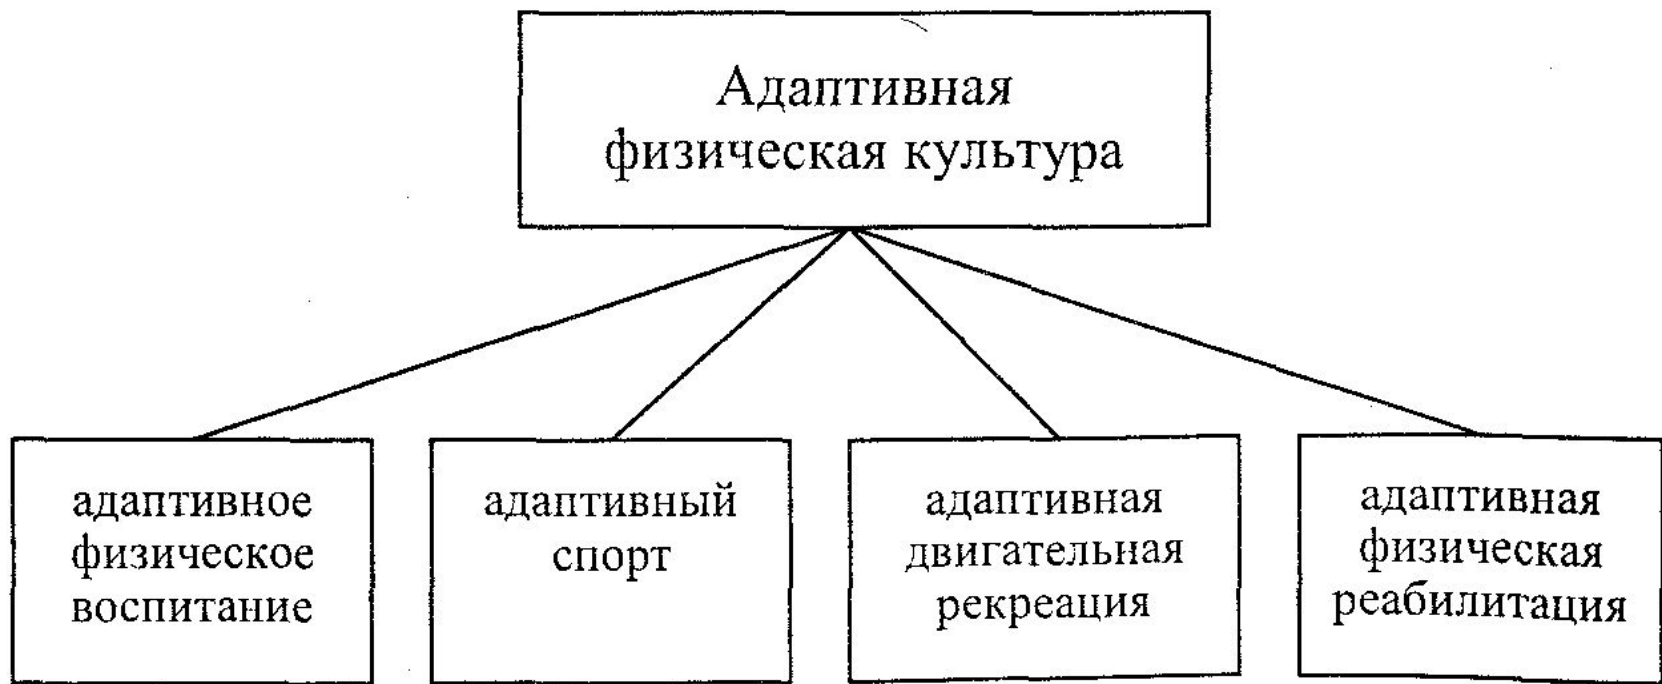 Адаптивная
физическая культура
адаптивное
физическое
воспитание
адаптивный
спорт
адаптивная
двигательная
рекреация
адаптивная
физическая
реабилитация